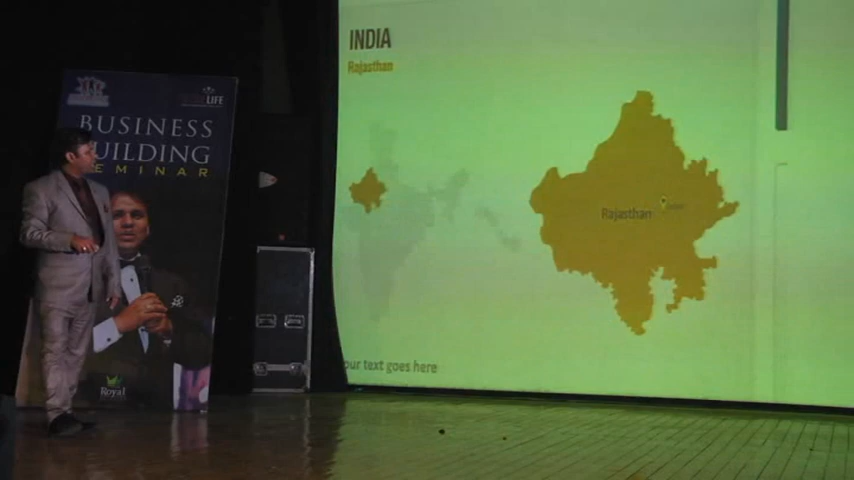 LIFE
BUSINESS
UILDING
EMINAR
Royal
INDIA
Rajasthan
Rajasthan
our text goes here